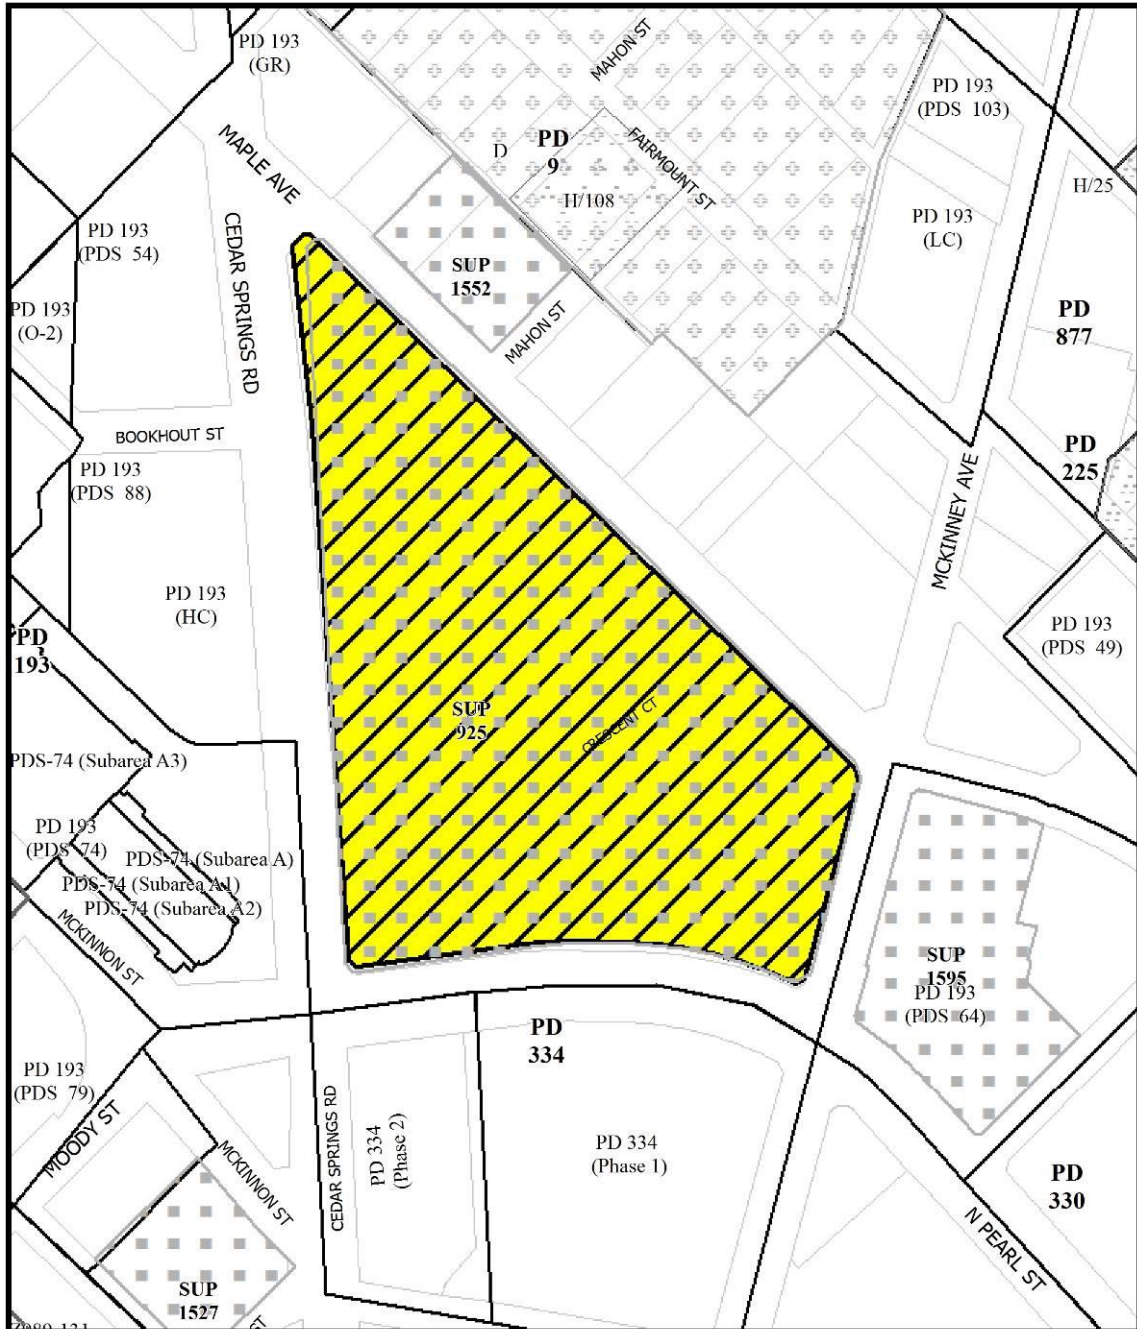 PD 193
(GR)
MAHON ST
PD 193
(PDS 103)
MAPLE AVE
D
PD
9
FAIRMOUNT ST
H/108
H/25
PD 193
(LC)
PD 193
(PDS 54)
CEDAR SPRINGS RD
SUP
1552
MAHON ST
PD 193
(O-2)
PD
877
BOOKHOUT ST
PD
225
PD 193
(PDS 88)
MCKINNEY AVE
PD 193
(HC)
PD
193
PD 193
(PDS 49)
SUP
925
CRESCENT CT
PDS-74 (Subarea A3)
PD 193
(PDS 74)
PDS-74 (Subarea A)
PDS-74 (Subarea A1)
PDS-74 (Subarea A2)
MCKINNON ST
SUP
1595
PD 193
(PDS 64)
PD
334
PD 193
(PDS 79)
MOODY ST
MCKINNON ST
CEDAR SPRINGS RD
PD 334
(Phase 2)
PD 334
(Phase 1)
PD
330
N PEARL ST
SUP
1527